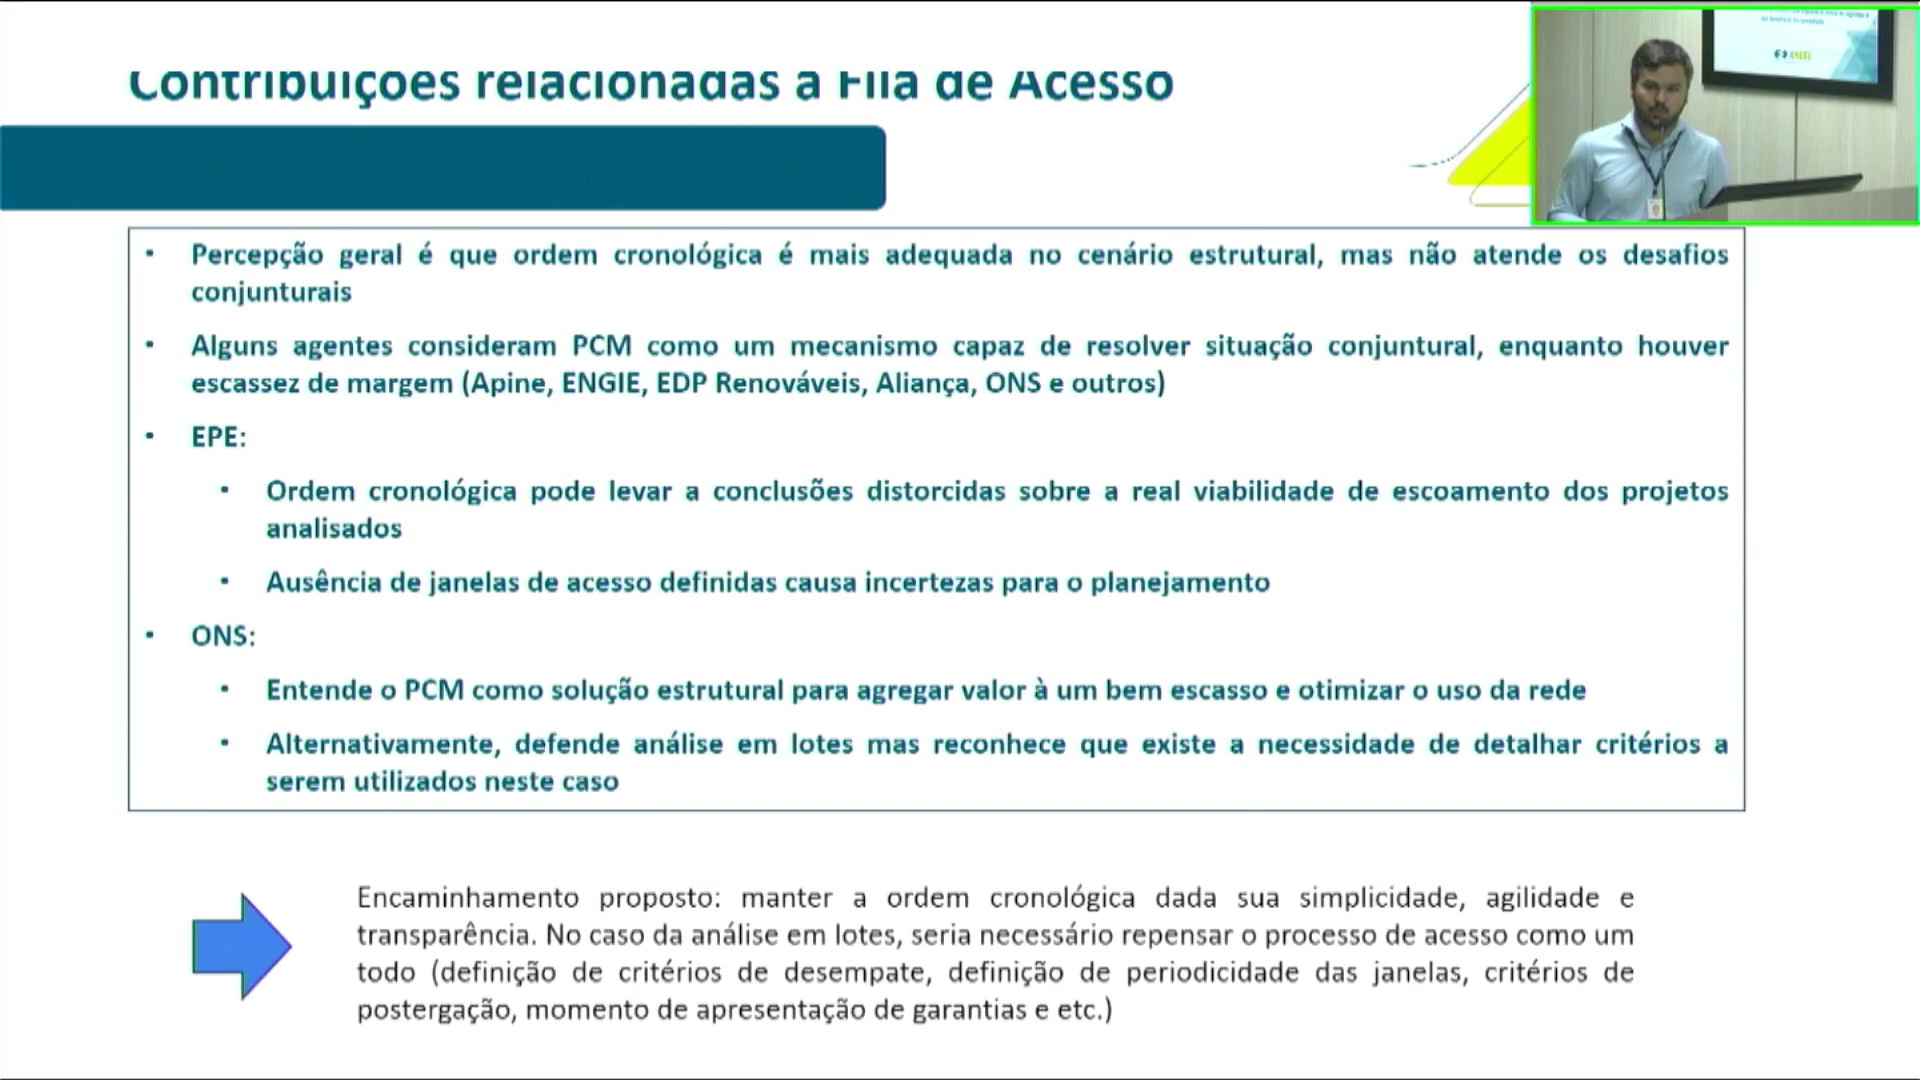 Contribuições relacionadas a Fila de Acesso
• Percepção geral é que ordem cronológica é mais adequada no cenário estrutural, mas não atende os desafios
conjunturais
• Alguns agentes consideram PCM como um mecanismo capaz de resolver situação conjuntural, enquanto houver
escassez de margem (Apine, ENGIE, EDP Renováveis, Aliança, ONS e outros)
• EPE:
• Ordem cronológica pode levar a conclusões distorcidas sobre a real viabilidade de escoamento dos projetos
analisados
• Ausência de janelas de acesso definidas causa incertezas para o planejamento
• ONS:
• Entende o PCM como solução estrutural para agregar valor à um bem escasso e otimizar o uso da rede
• Alternativamente, defende análise em lotes mas reconhece que existe a necessidade de detalhar critérios a
serem utilizados neste caso
Encaminhamento proposto: manter a ordem cronológica dada sua simplicidade, agilidade e
transparência. No caso da análise em lotes, seria necessário repensar o processo de acesso como um
todo (definição de critérios de desempate, definição de periodicidade das janelas, critérios de
postergação, momento de apresentação de garantias e etc.)
ANEEL